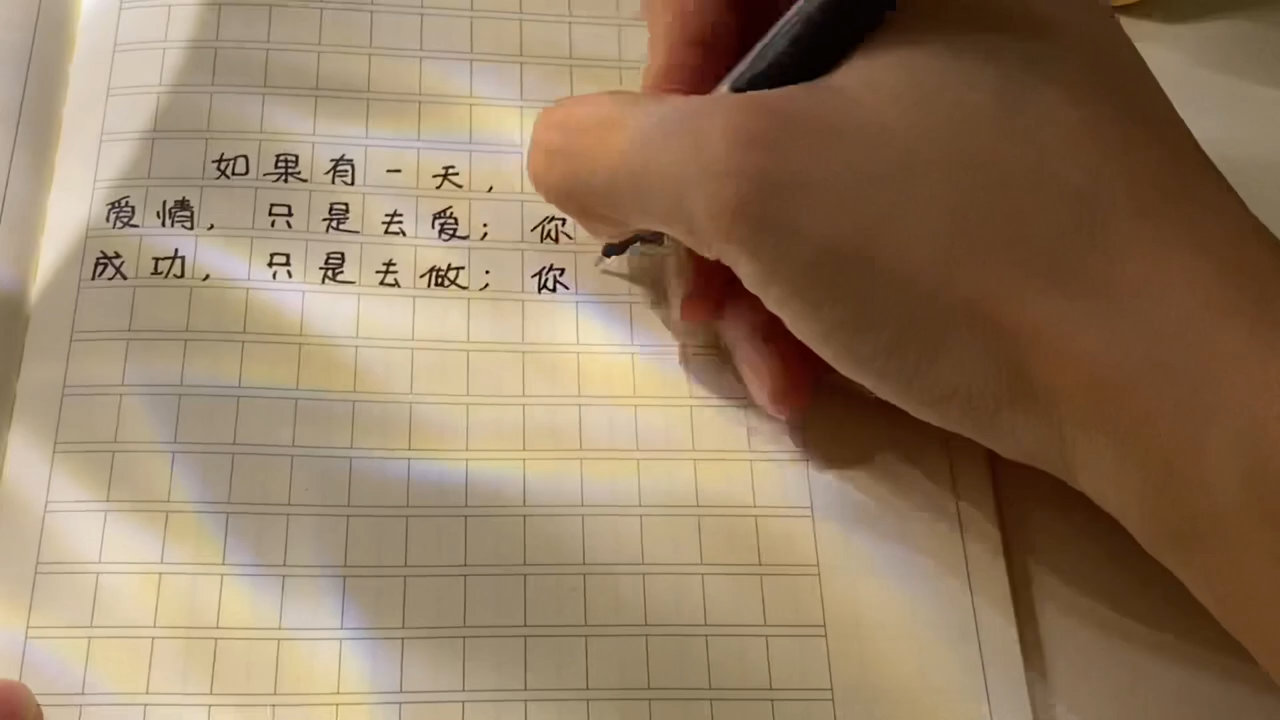 如果有一天，
爱情，只是去爱；你
成功，只是去做；你